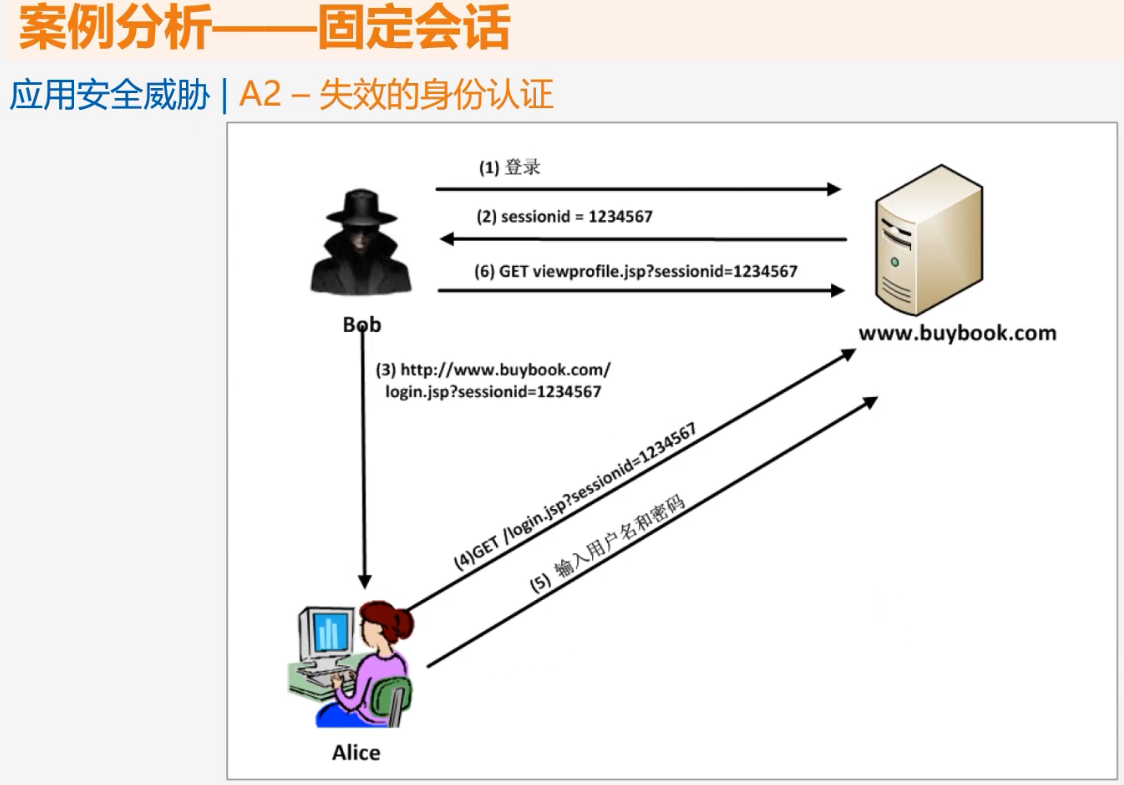 案例分析——固定会话
应用安全威胁 | A2 – 失效的身份认证
(1) 登录
(2) sessionid = 1234567
(6) GET viewprofile.jsp?sessionid=1234567
Bob
www.buybook.com
(3) http://www.buybook.com/
login.jsp?sessionid=1234567
(4)GET /login.jsp?sessionid=1234567
(5) 输入用户名和密码
Alice